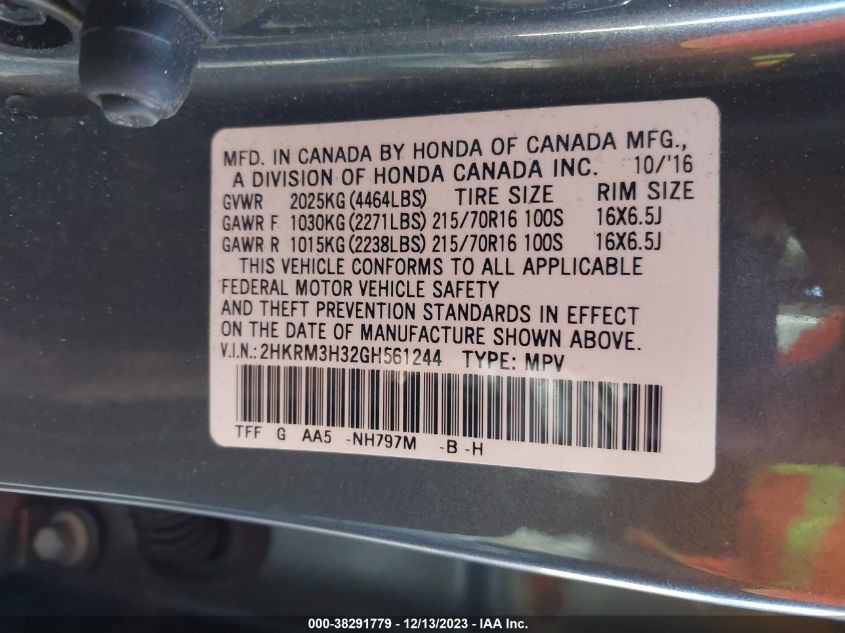 MFD. IN CANADA BY HONDA OF CANADA MFG.,
A DIVISION OF HONDA CANADA INC. 10/'16
GVWR 2025KG(4464LBS) TIRE SIZE RIM SIZE
GAWR F 1030KG(2271LBS) 215/70R16 100S 16X6.5J
GAWR R 1015KG(2238LBS) 215/70R16 100S 16X6.5J
THIS VEHICLE CONFORMS TO ALL APPLICABLE
FEDERAL MOTOR VEHICLE SAFETY
AND THEFT PREVENTION STANDARDS IN EFFECT
ON THE DATE OF MANUFACTURE SHOWN ABOVE.
V.I.N.: 2HKRM3H32GH561244 TYPE: MPV
TFF G AA5 -NH797M -B -H
000-38291779 - 12/13/2023 - IAA Inc.